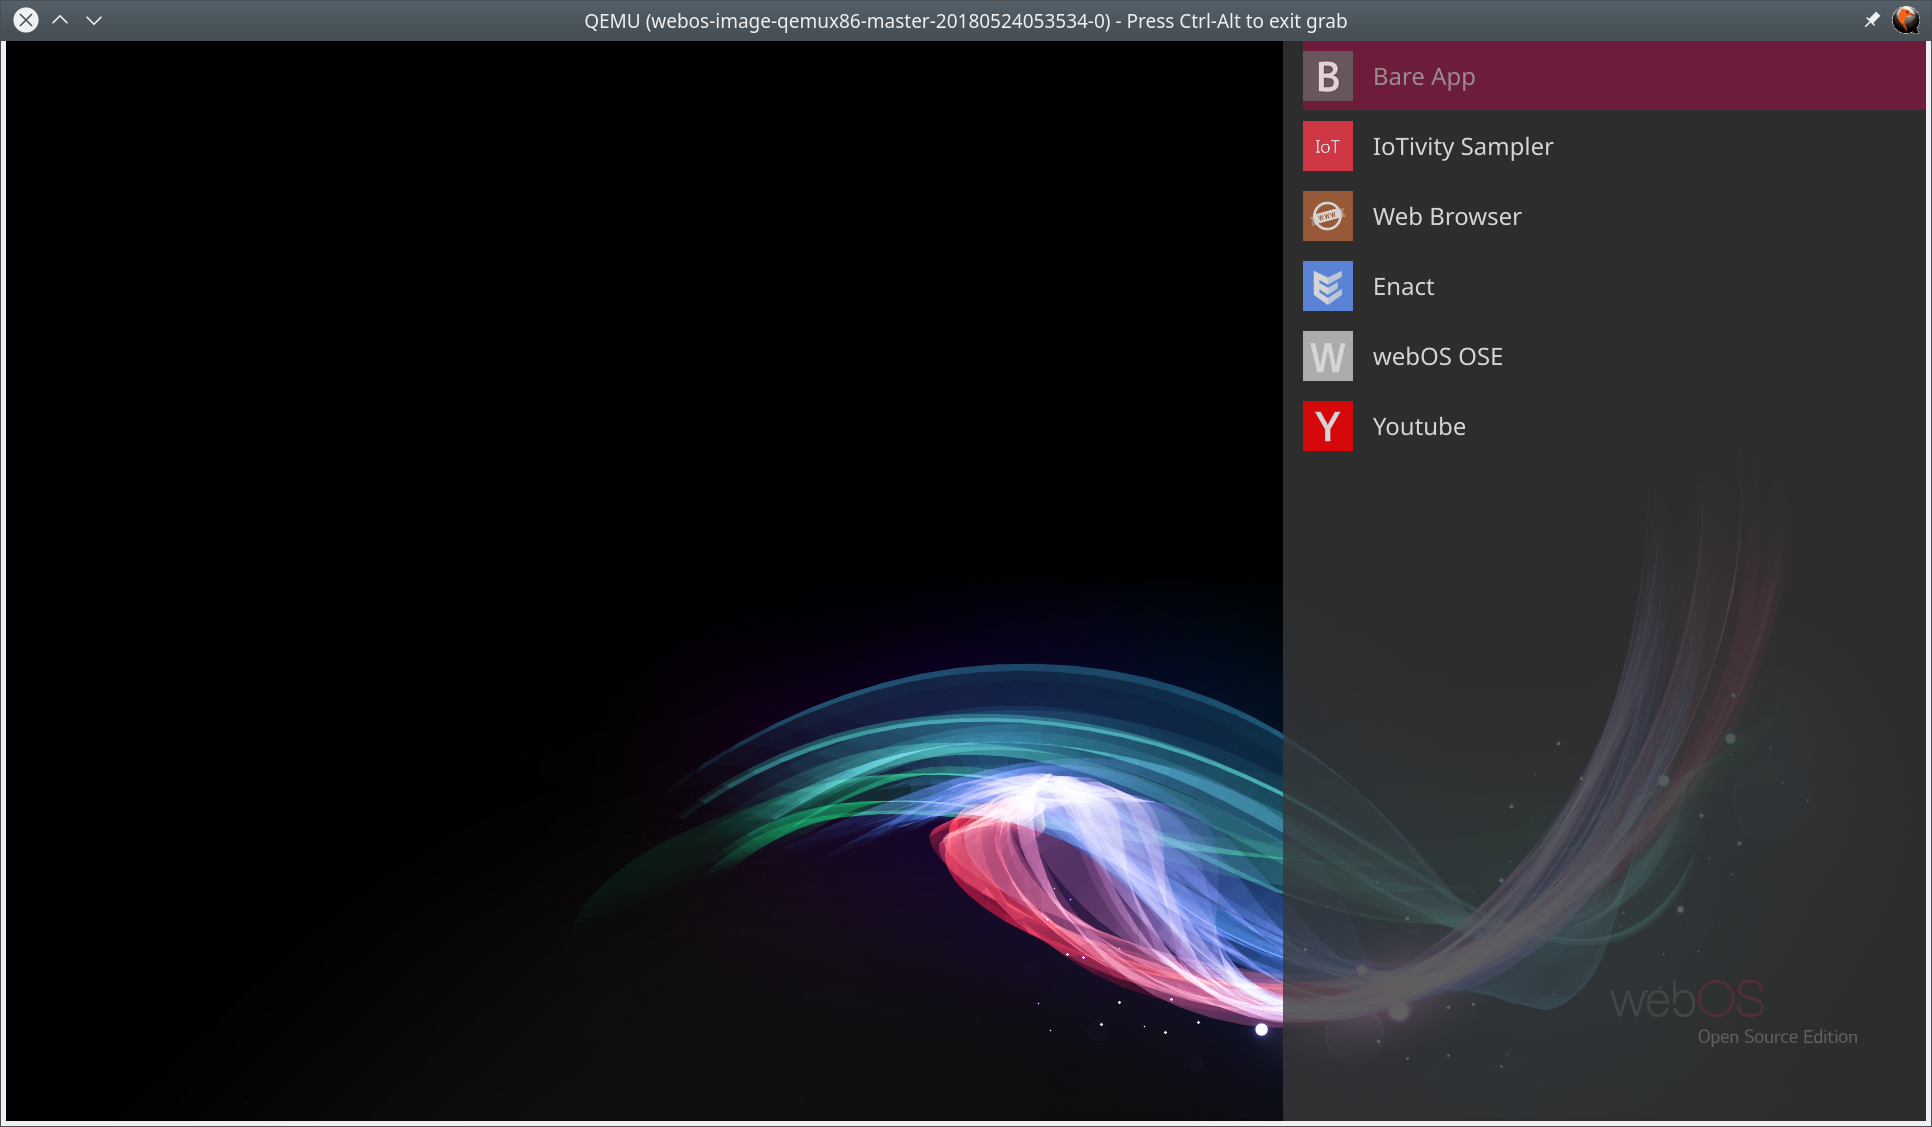 QEMU (webos-image-qemux86-master-20180524053534-0) - Press Ctrl-Alt to exit grab
B Bare App
IoT IoTivity Sampler
www Web Browser
Enact
W webOS OSE
Y Youtube
webOS
Open Source Edition